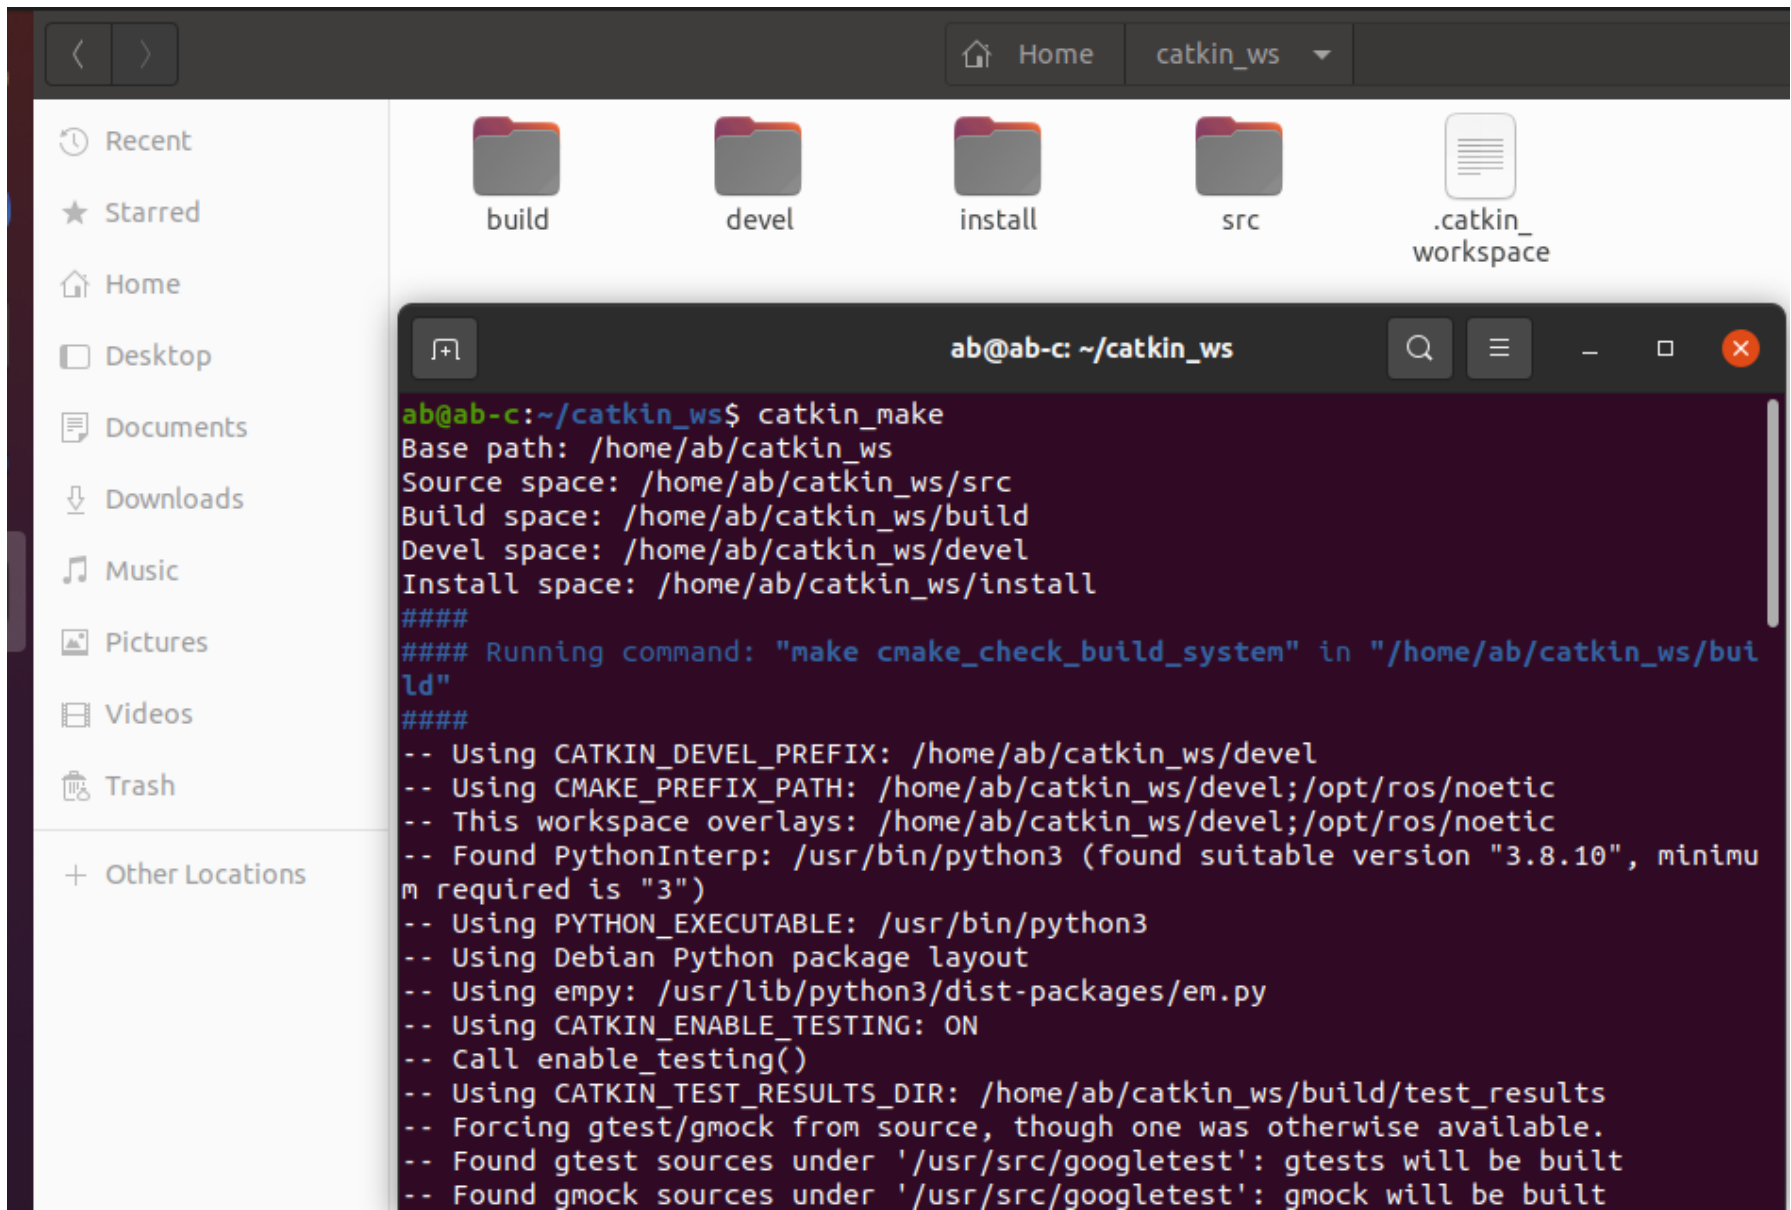 Home
catkin_ws
Recent
Starred
Home
Desktop
Documents
Downloads
Music
Pictures
Videos
Trash
Other Locations
build
devel
install
src
.catkin_
workspace
ab@ab-c: ~/catkin_ws
ab@ab-c:~/catkin_ws$ catkin_make
Base path: /home/ab/catkin_ws
Source space: /home/ab/catkin_ws/src
Build space: /home/ab/catkin_ws/build
Devel space: /home/ab/catkin_ws/devel
Install space: /home/ab/catkin_ws/install
####
#### Running command: "make cmake_check_build_system" in "/home/ab/catkin_ws/bui
ld"
####
-- Using CATKIN_DEVEL_PREFIX: /home/ab/catkin_ws/devel
-- Using CMAKE_PREFIX_PATH: /home/ab/catkin_ws/devel;/opt/ros/noetic
-- This workspace overlays: /home/ab/catkin_ws/devel;/opt/ros/noetic
-- Found PythonInterp: /usr/bin/python3 (found suitable version "3.8.10", minimu
m required is "3")
-- Using PYTHON_EXECUTABLE: /usr/bin/python3
-- Using Debian Python package layout
-- Using empy: /usr/lib/python3/dist-packages/em.py
-- Using CATKIN_ENABLE_TESTING: ON
-- Call enable_testing()
-- Using CATKIN_TEST_RESULTS_DIR: /home/ab/catkin_ws/build/test_results
-- Forcing gtest/gmock from source, though one was otherwise available.
-- Found gtest sources under '/usr/src/googletest': gtests will be built
-- Found gmock sources under '/usr/src/googletest': gmock will be built